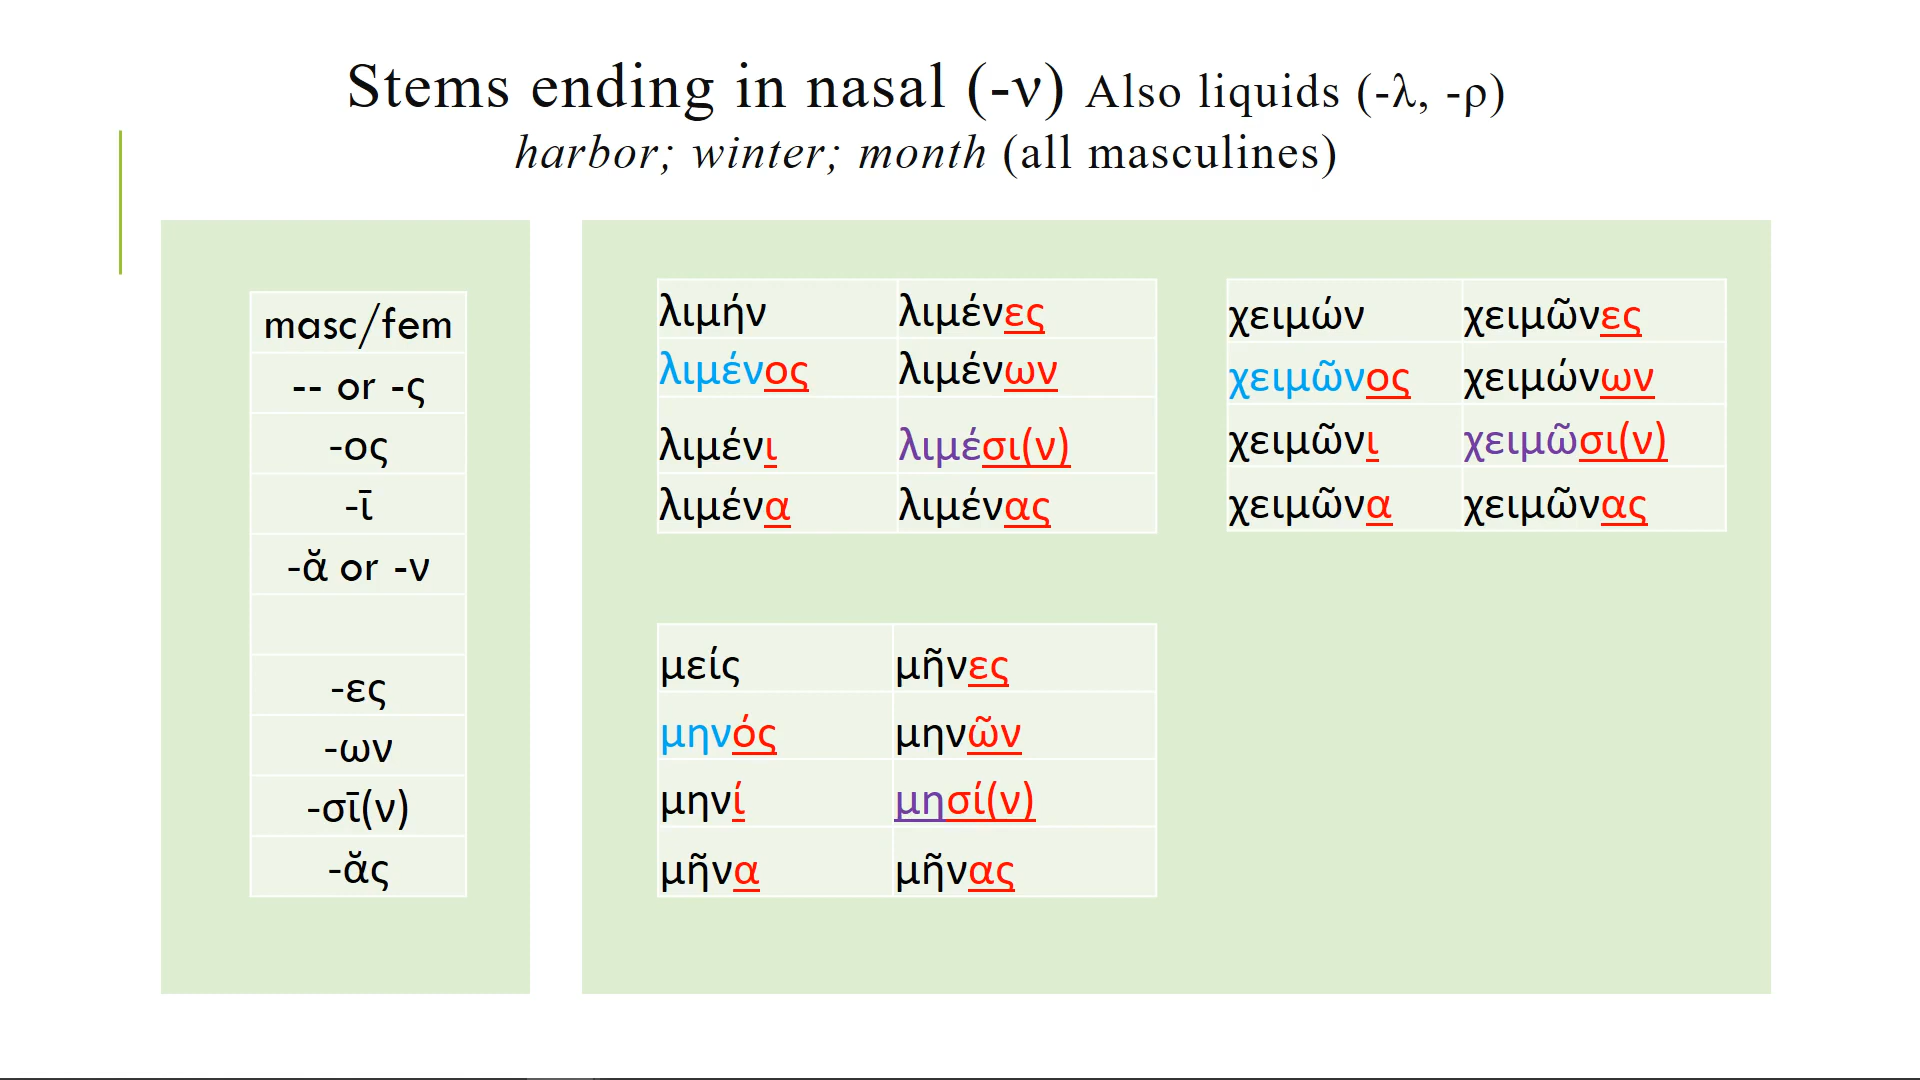 Stems ending in nasal (-ν) Also liquids (-λ, -ρ)
harbor; winter; month (all masculines)
masc/fem
-- or -ς
-ος
-ῑ
-ᾰ or -ν
-ες
-ων
-σῑ(ν)
-ᾰς
λιμήν λιμένες
λιμένος λιμένων
λιμένι λιμέσι(ν)
λιμένα λιμένας
χειμών χειμῶνες
χειμῶνος χειμώνων
χειμῶνι χειμῶσι(ν)
χειμῶνα χειμῶνας
μείς μῆνες
μηνός μηνῶν
μηνί μησί(ν)
μῆνα μῆνας